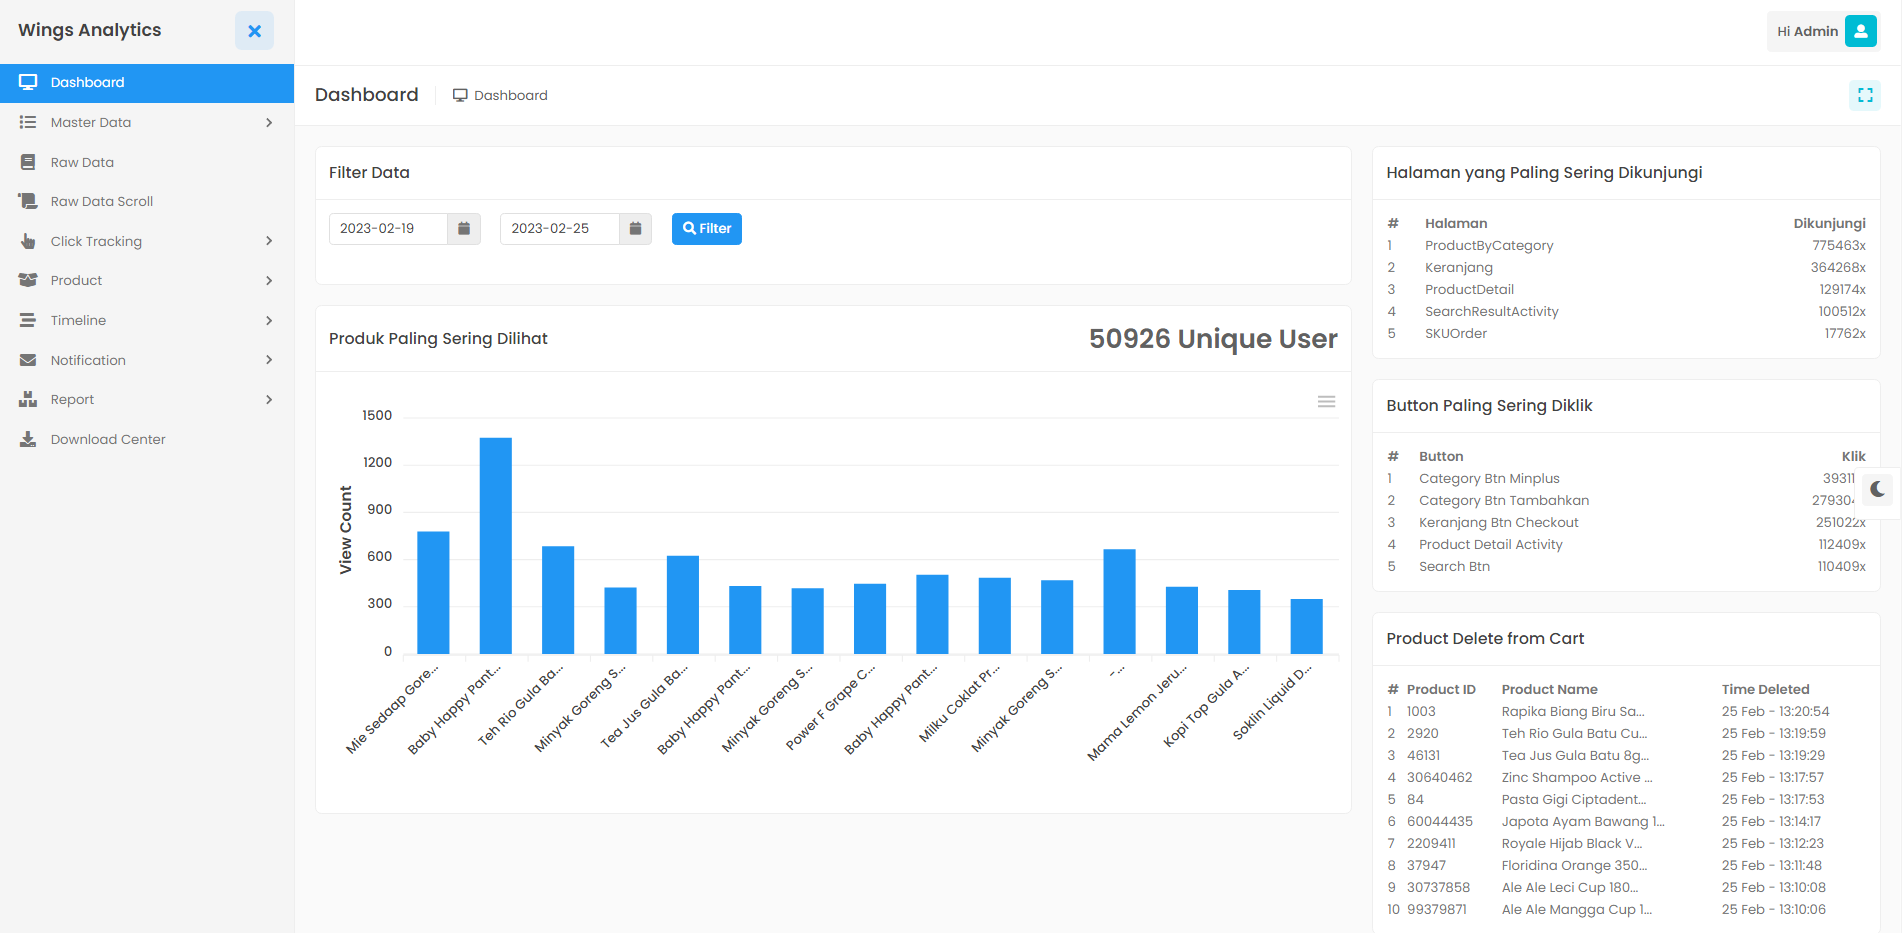 Wings Analytics
Hi Admin
Dashboard
Master Data
Raw Data
Raw Data Scroll
Click Tracking
Product
Timeline
Notification
Report
Download Center
Dashboard Dashboard
Filter Data
2023-02-19 2023-02-25 Filter
Produk Paling Sering Dilihat 50926 Unique User
View Count
1500
1200
900
600
300
0
Mie Sedaap Gore...
Baby Happy Pant...
Teh Rio Gula Ba...
Minyak Goreng S...
Tea Jus Gula Ba...
Baby Happy Pant...
Minyak Goreng S...
Power F Grape C...
Baby Happy Pant...
Milku Coklat Pr...
Minyak Goreng S...
-...
Mama Lemon Jeru...
Kopi Top Gula A...
Soklin Liquid D...
Halaman yang Paling Sering Dikunjungi
# Halaman Dikunjungi
1 ProductByCategory 775463x
2 Keranjang 364268x
3 ProductDetail 129174x
4 SearchResultActivity 100512x
5 SKUOrder 17762x
Button Paling Sering Diklik
# Button Klik
1 Category Btn Minplus
2 Category Btn Tambahkan 279304
3 Keranjang Btn Checkout 251022x
4 Product Detail Activity 112409x
5 Search Btn 110409x
Product Delete from Cart
# Product ID Product Name Time Deleted
1 1003 Rapika Biang Biru Sa... 25 Feb - 13:20:54
2 2920 Teh Rio Gula Batu Cu... 25 Feb - 13:19:59
3 46131 Tea Jus Gula Batu 8g... 25 Feb - 13:19:29
4 30640462 Zinc Shampoo Active ... 25 Feb - 13:17:57
5 84 Pasta Gigi Ciptadent... 25 Feb - 13:17:53
6 60044435 Japota Ayam Bawang 1... 25 Feb - 13:14:17
7 2209411 Royale Hijab Black V... 25 Feb - 13:12:23
8 37947 Floridina Orange 350... 25 Feb - 13:11:48
9 30737858 Ale Ale Leci Cup 180... 25 Feb - 13:10:08
10 99379871 Ale Ale Mangga Cup 1... 25 Feb - 13:10:06